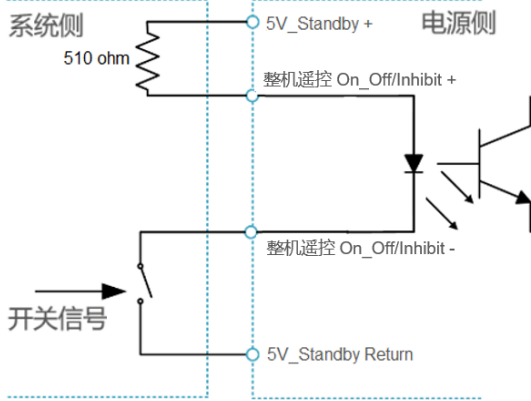 系统侧
5V_Standby +
电源侧
510 ohm
整机遥控 On_Off/Inhibit +
整机遥控 On_Off/Inhibit -
开关信号
5V_Standby Return